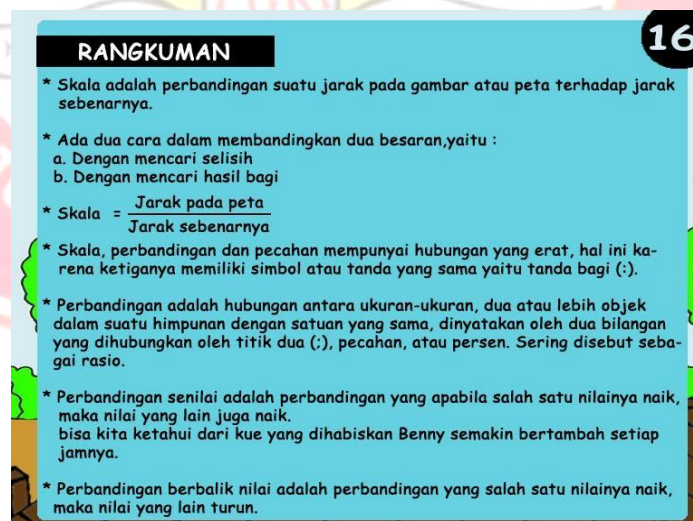 16
RANGKUMAN
* Skala adalah perbandingan suatu jarak pada gambar atau peta terhadap jarak
sebenarnya.
* Ada dua cara dalam membandingkan dua besaran,yaitu :
a. Dengan mencari selisih
b. Dengan mencari hasil bagi
* Skala = Jarak pada peta
Jarak sebenarnya
* Skala, perbandingan dan pecahan mempunyai hubungan yang erat, hal ini ka-
rena ketiganya memiliki simbol atau tanda yang sama yaitu tanda bagi (:).
* Perbandingan adalah hubungan antara ukuran-ukuran, dua atau lebih objek
dalam suatu himpunan dengan satuan yang sama, dinyatakan oleh dua bilangan
yang dihubungkan oleh titik dua (;), pecahan, atau persen. Sering disebut seba-
gai rasio.
* Perbandingan senilai adalah perbandingan yang apabila salah satu nilainya naik,
maka nilai yang lain juga naik.
bisa kita ketahui dari kue yang dihabiskan Benny semakin bertambah setiap
jamnya.
* Perbandingan berbalik nilai adalah perbandingan yang salah satu nilainya naik,
maka nilai yang lain turun.